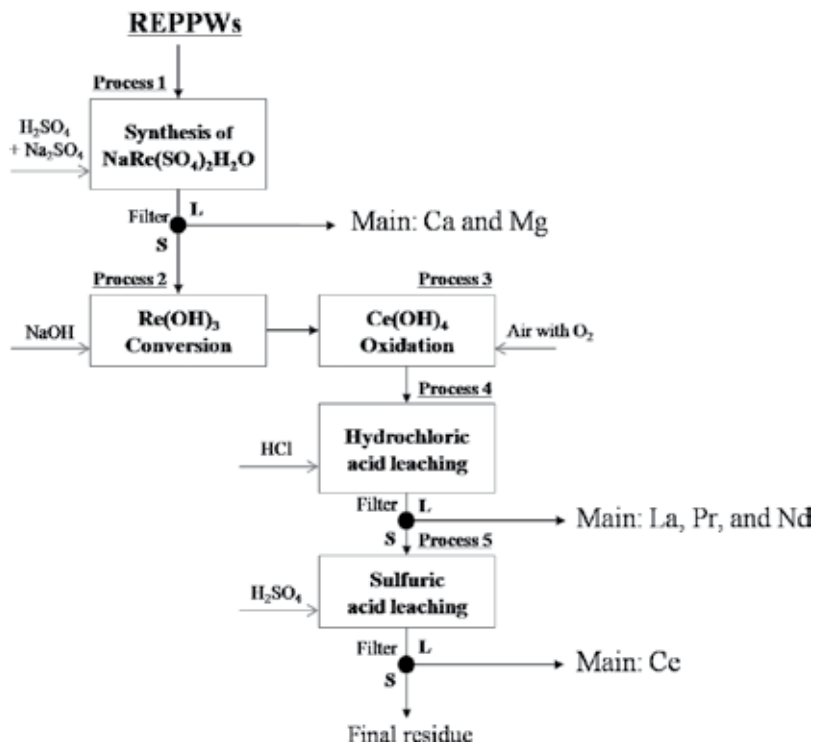 REPPWs
Process 1
H₂SO₄
+ Na₂SO₄
Synthesis of
NaRe(SO₄)₂H₂O
Filter
L
Main: Ca and Mg
S
Process 2
Process 3
NaOH
Re(OH)₃
Conversion
Ce(OH)₄
Oxidation
Air with O₂
Process 4
HCl
Hydrochloric
acid leaching
Filter
L
Main: La, Pr, and Nd
S
Process 5
H₂SO₄
Sulfuric
acid leaching
Filter
L
Main: Ce
S
Final residue